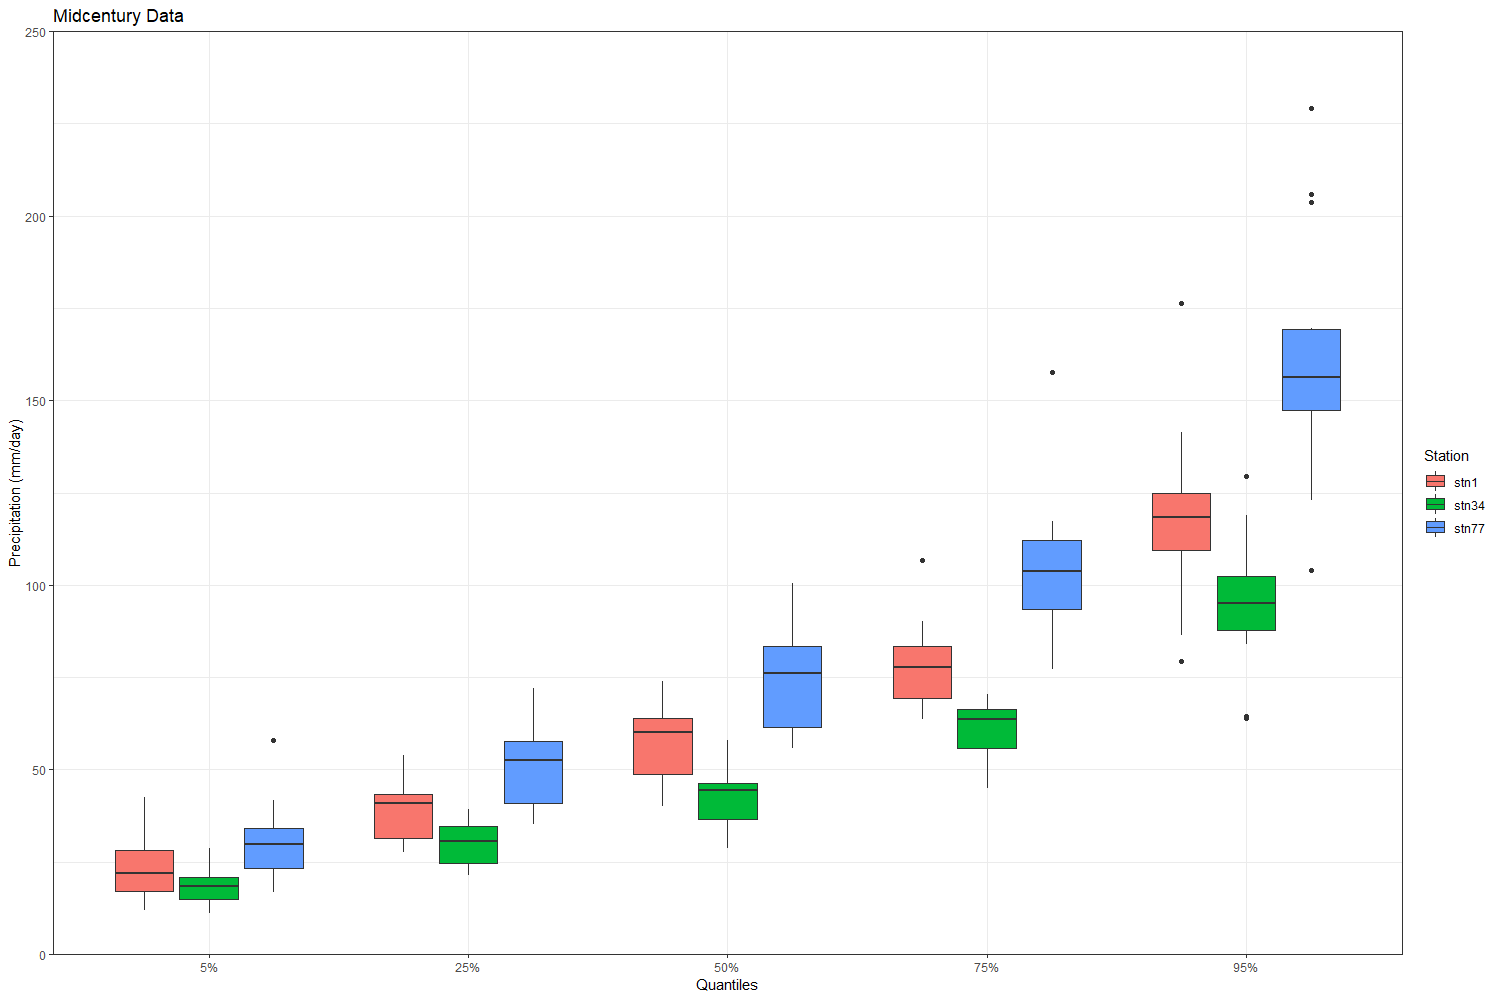 Midcentury Data
250
200
150
100
50
0
Precipitation (mm/day)
5%
25%
50%
75%
95%
Quantiles
Station
stn1
stn34
stn77